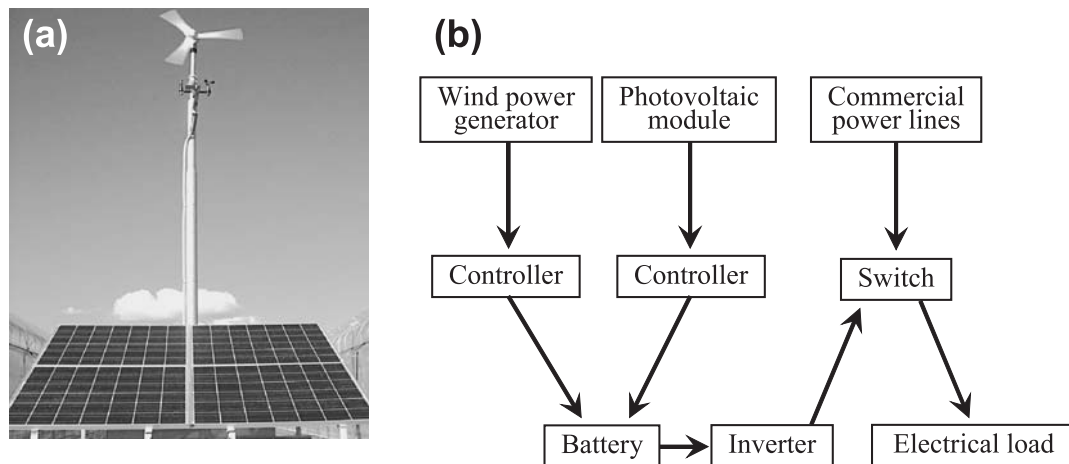 (a)
(b)
Wind power
generator
Photovoltaic
module
Commercial
power lines
Controller
Controller
Switch
Battery
Inverter
Electrical load